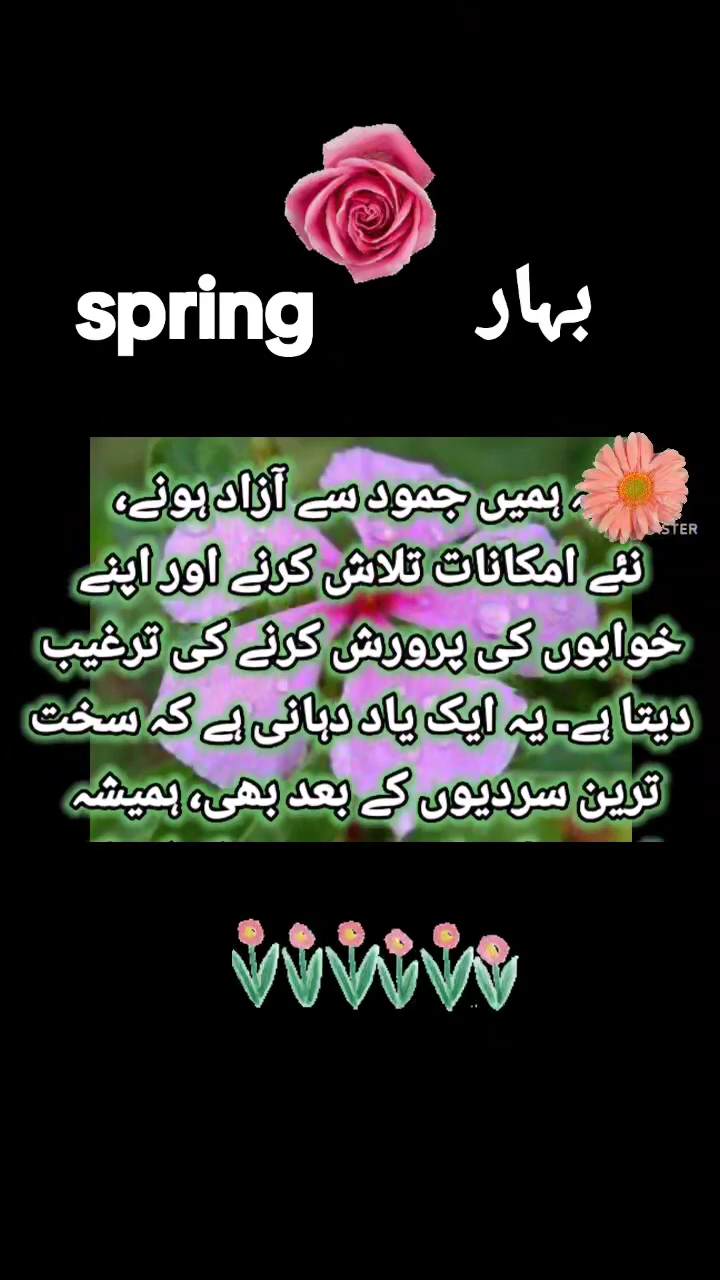 spring
بہار
ہمیں جمود سے آزاد ہونے،
نئے امکانات تلاش کرنے اور اپنے
خوابوں کی پرورش کرنے کی ترغیب
دیتا ہے۔ یہ ایک یاد دہانی ہے کہ سخت
ترین سردیوں کے بعد بھی، ہمیشہ